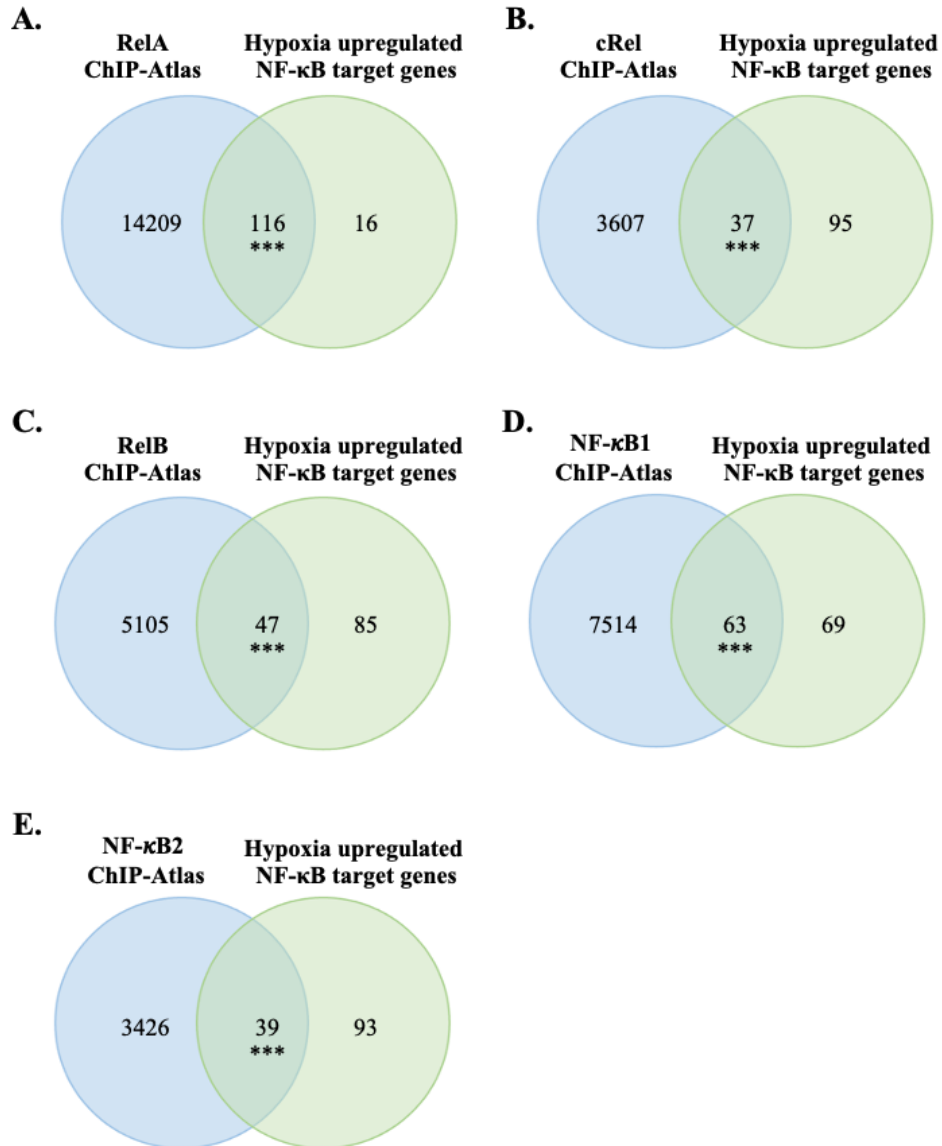 A.
RelA
ChIP-Atlas
Hypoxia upregulated
NF-κB target genes
14209
116
***
16
B.
cRel
ChIP-Atlas
Hypoxia upregulated
NF-κB target genes
3607
37
***
95
C.
RelB
ChIP-Atlas
Hypoxia upregulated
NF-κB target genes
5105
47
***
85
D.
NF-κB1
ChIP-Atlas
Hypoxia upregulated
NF-κB target genes
7514
63
***
69
E.
NF-κB2
ChIP-Atlas
Hypoxia upregulated
NF-κB target genes
3426
39
***
93